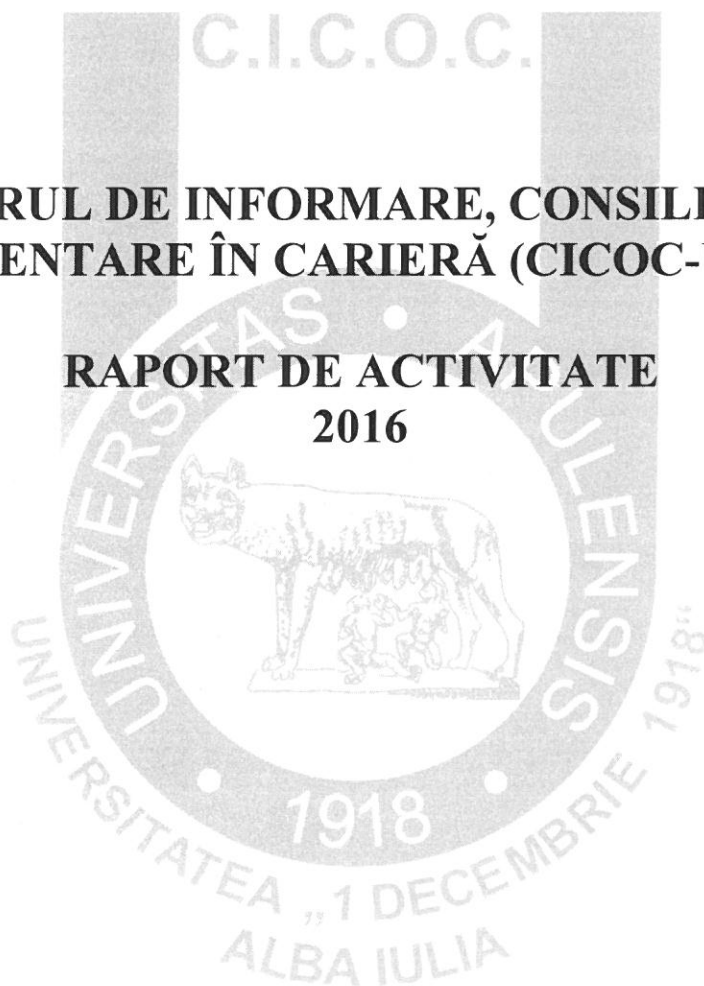 C.I.C.O.C.
RUL DE INFORMARE, CONSILI
ENTARE ÎN CARIERĂ (CICOC-
RAPORT DE ACTIVITATE
2016
UNIVERSITAS • APULENSIS
• 1918 •
UNIVERSITATEA „1 DECEMBRIE 1918“
ALBA IULIA